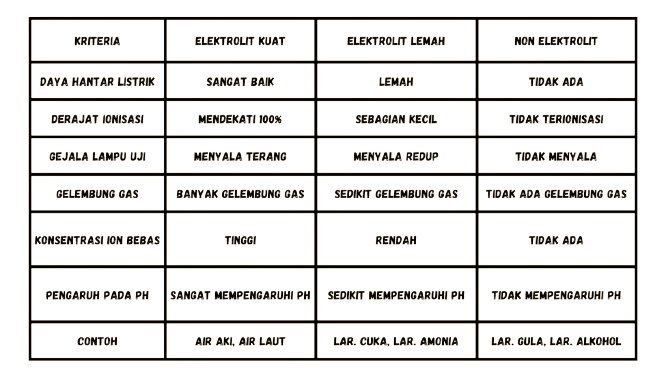 KRITERIA ELEKTROLIT KUAT ELEKTROLIT LEMAH NON ELEKTROLIT
DAYA HANTAR LISTRIK SANGAT BAIK LEMAH TIDAK ADA
DERAJAT IONISASI MENDEKATI 100% SEBAGIAN KECIL TIDAK TERIONISASI
GEJALA LAMPU UJI MENYALA TERANG MENYALA REDUP TIDAK MENYALA
GELEMBUNG GAS BANYAK GELEMBUNG GAS SEDIKIT GELEMBUNG GAS TIDAK ADA GELEMBUNG GAS
KONSENTRASI ION BEBAS TINGGI RENDAH TIDAK ADA
PENGARUH PADA PH SANGAT MEMPENGARUHI PH SEDIKIT MEMPENGARUHI PH TIDAK MEMPENGARUHI PH
CONTOH AIR AKI, AIR LAUT LAR. CUKA, LAR. AMONIA LAR. GULA, LAR. ALKOHOL